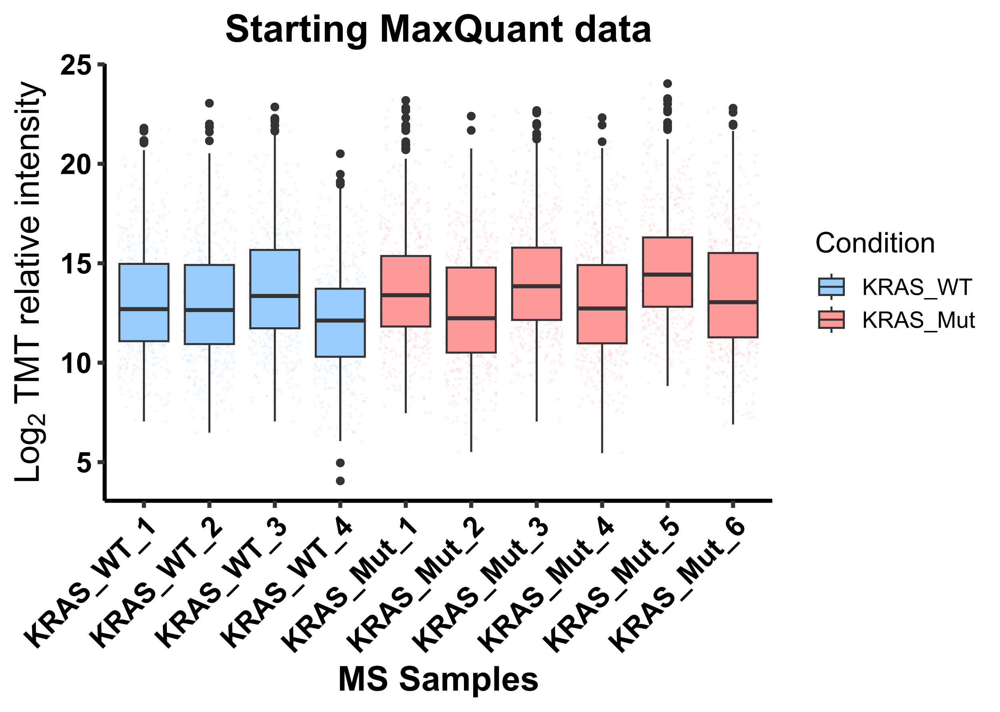 Starting MaxQuant data
Log₂ TMT relative intensity
25
20
15
10
5
KRAS_WT_1
KRAS_WT_2
KRAS_WT_3
KRAS_WT_4
KRAS_Mut_1
KRAS_Mut_2
KRAS_Mut_3
KRAS_Mut_4
KRAS_Mut_5
KRAS_Mut_6
MS Samples
Condition
KRAS_WT
KRAS_Mut